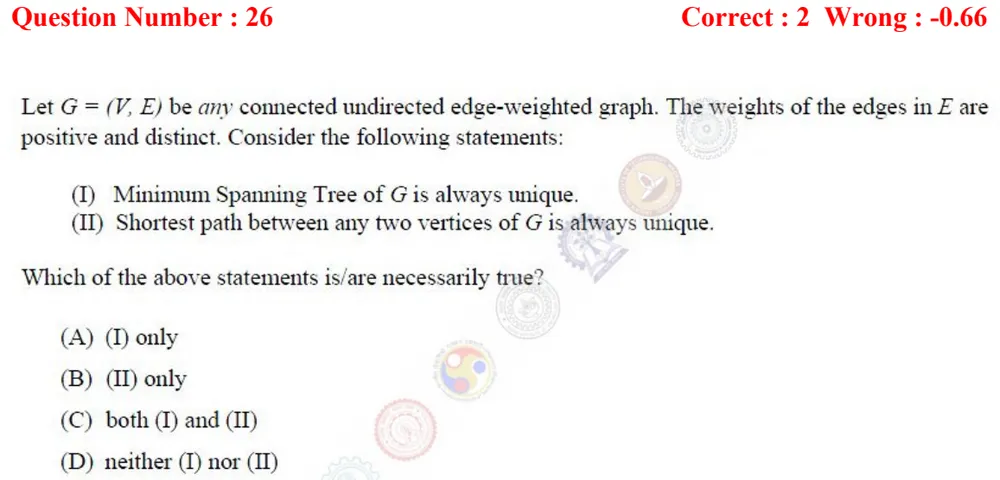 Question Number : 26 Correct : 2 Wrong : -0.66
Let G = (V, E) be any connected undirected edge-weighted graph. The weights of the edges in E are
positive and distinct. Consider the following statements:
(I) Minimum Spanning Tree of G is always unique.
(II) Shortest path between any two vertices of G is always unique.
Which of the above statements is/are necessarily true?
(A) (I) only
(B) (II) only
(C) both (I) and (II)
(D) neither (I) nor (II)